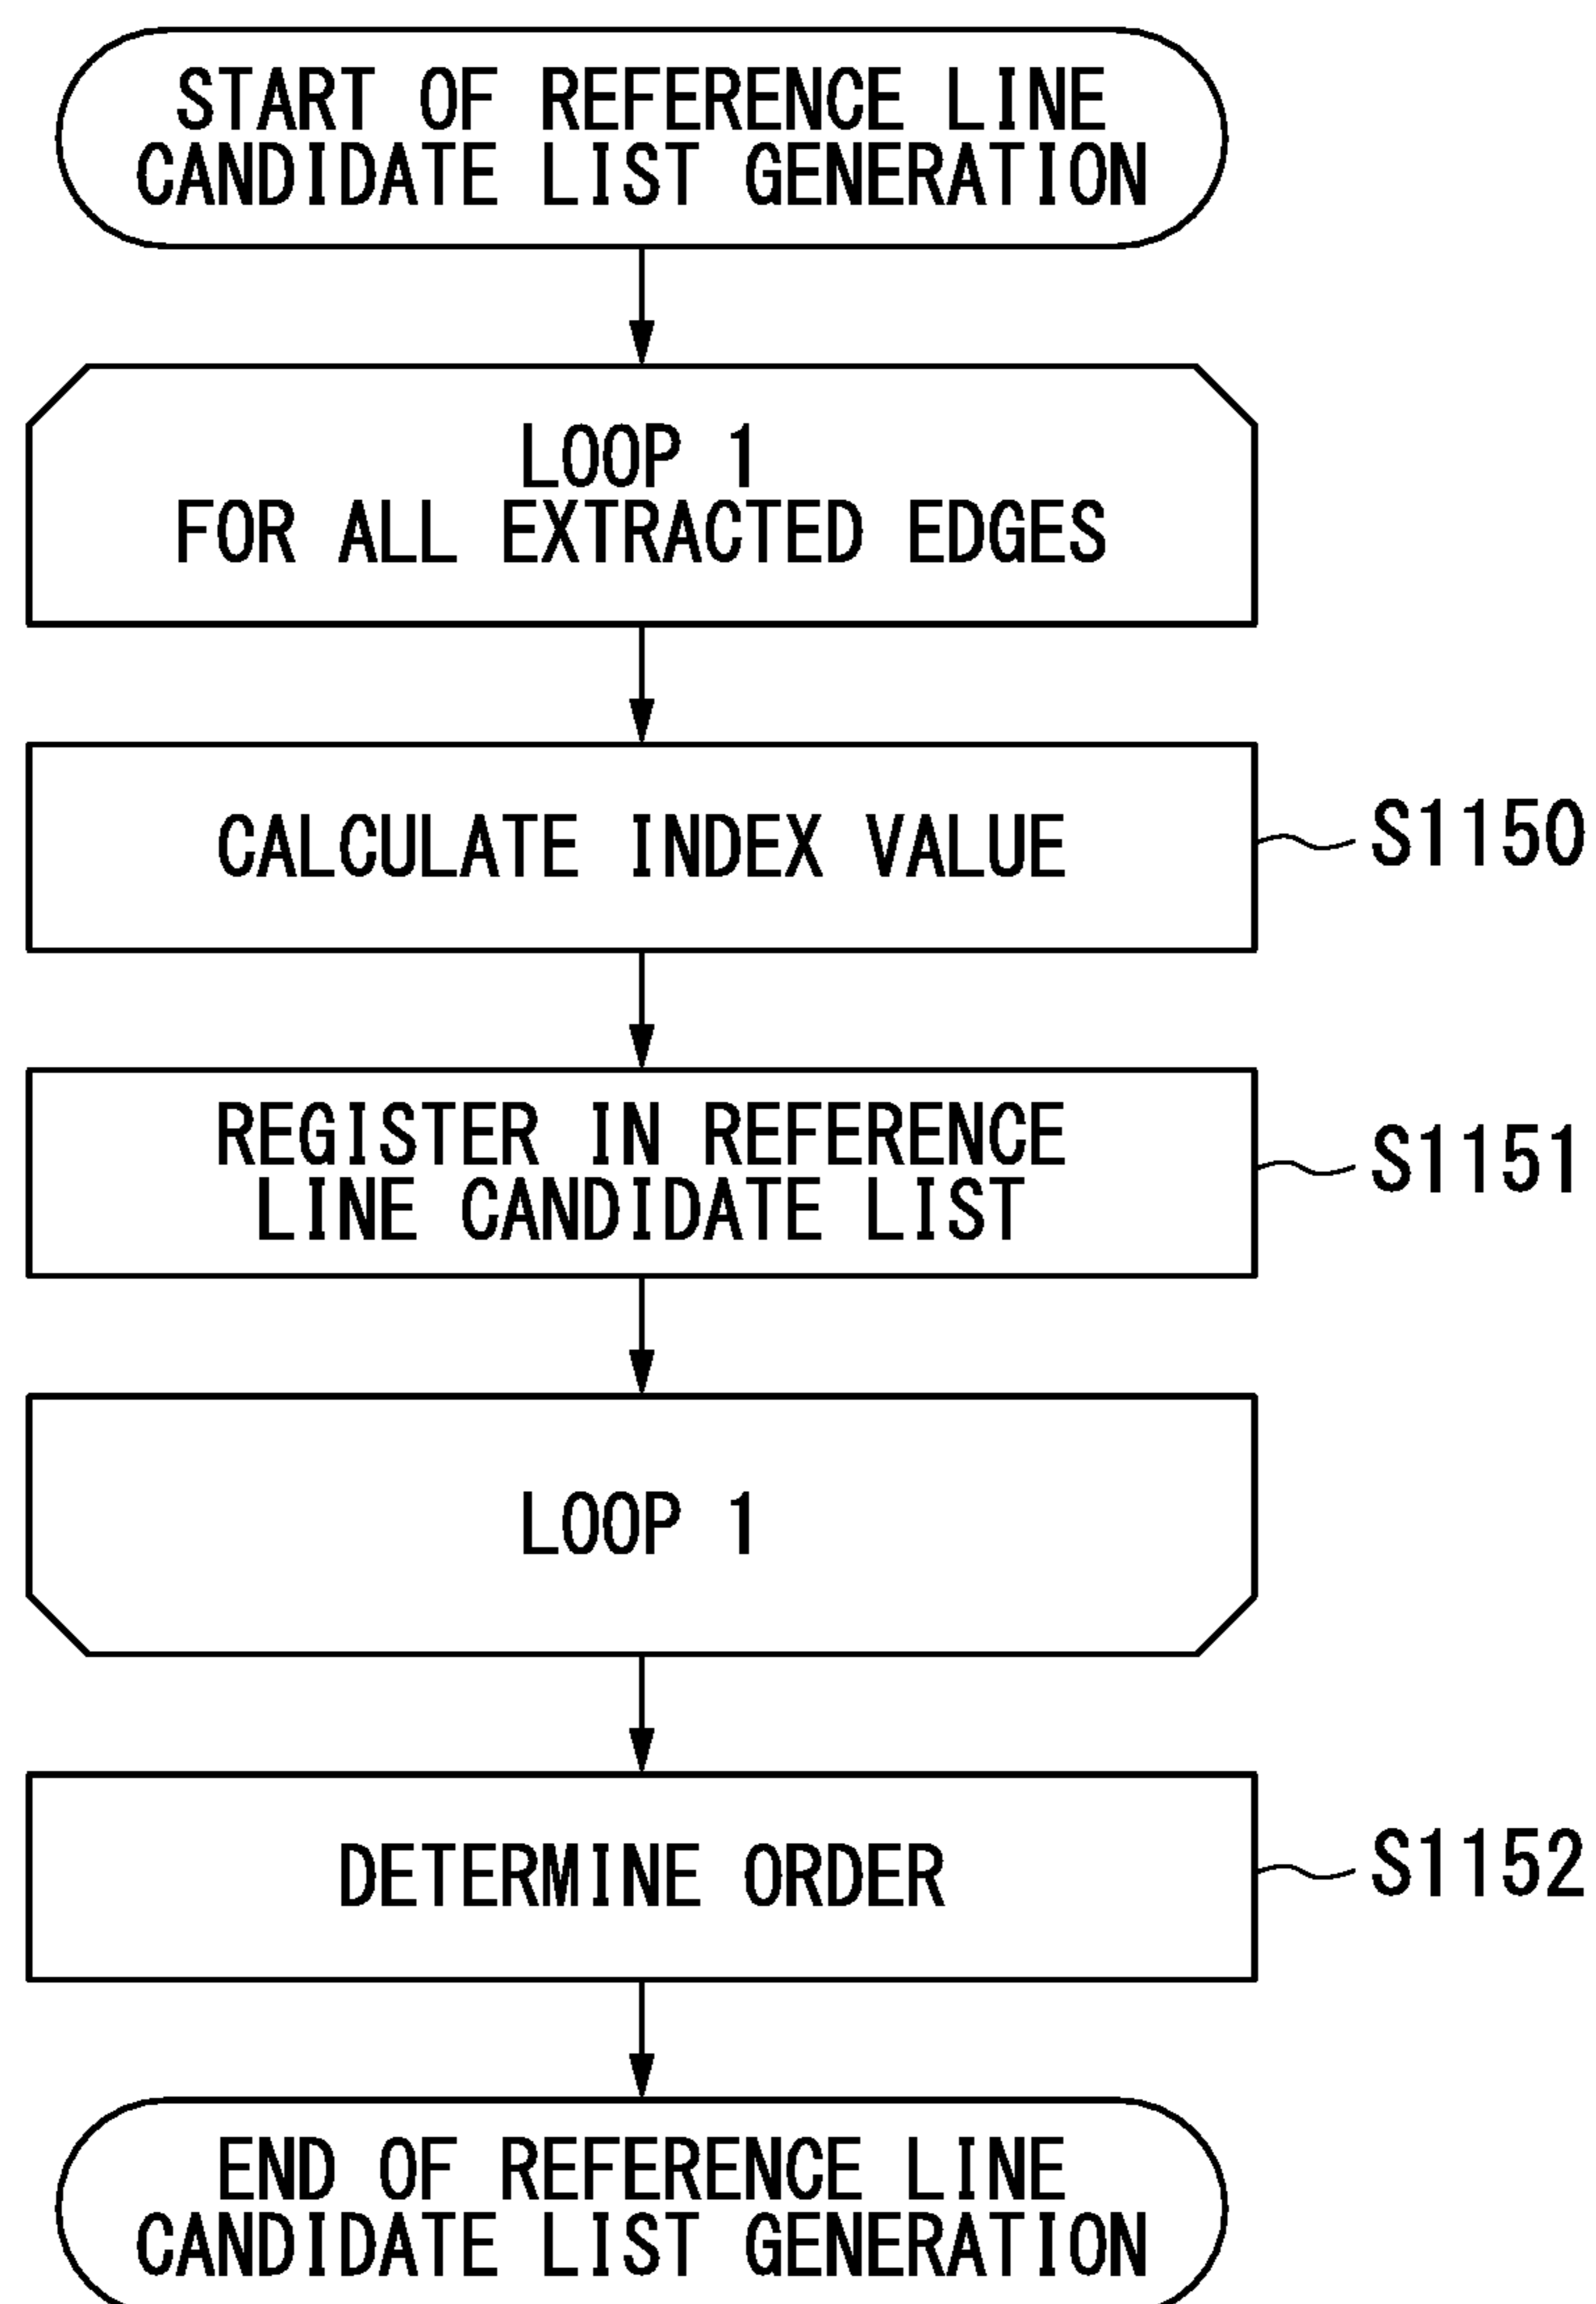 START OF REFERENCE LINE
CANDIDATE LIST GENERATION
LOOP 1
FOR ALL EXTRACTED EDGES
CALCULATE INDEX VALUE
S1150
REGISTER IN REFERENCE
LINE CANDIDATE LIST
S1151
LOOP 1
DETERMINE ORDER
S1152
END OF REFERENCE LINE
CANDIDATE LIST GENERATION